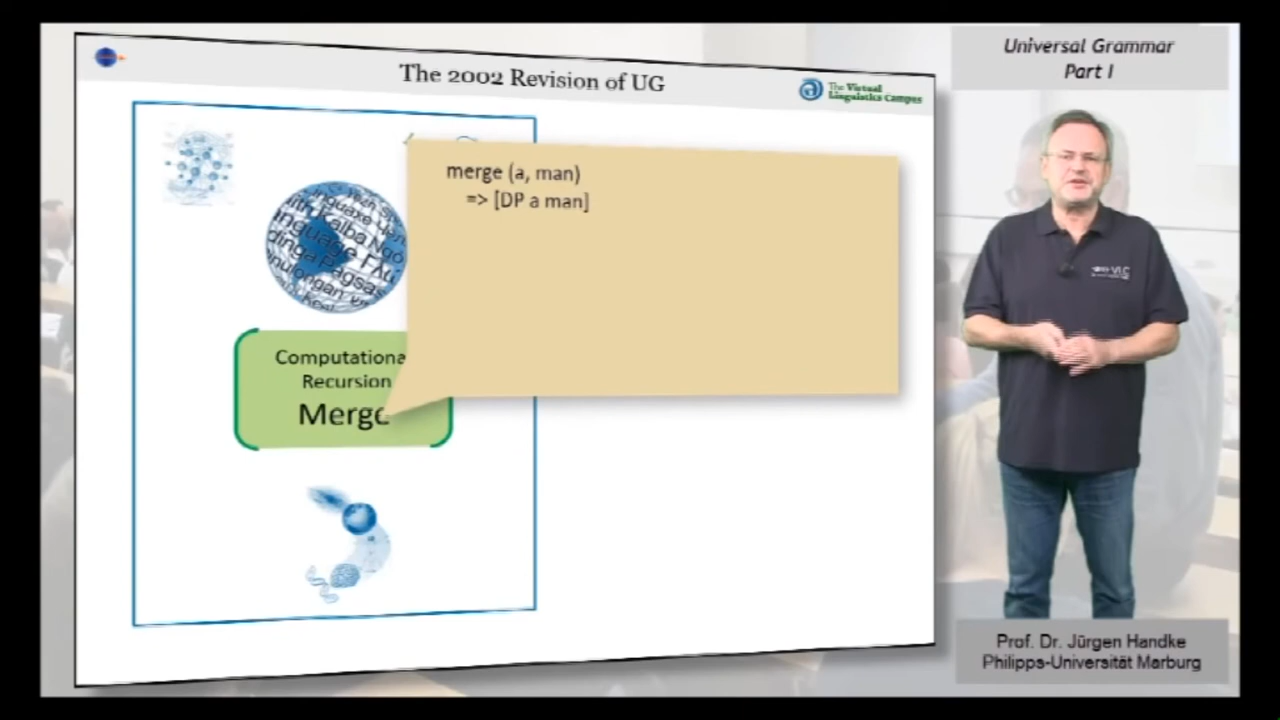 The 2002 Revision of UG
The Virtual
Linguistics Campus
Universal Grammar
Part I
merge (a, man)
=> [DP a man]
Computationa
Recursion
Merge
VLC
Prof. Dr. Jürgen Handke
Philipps-Universität Marburg